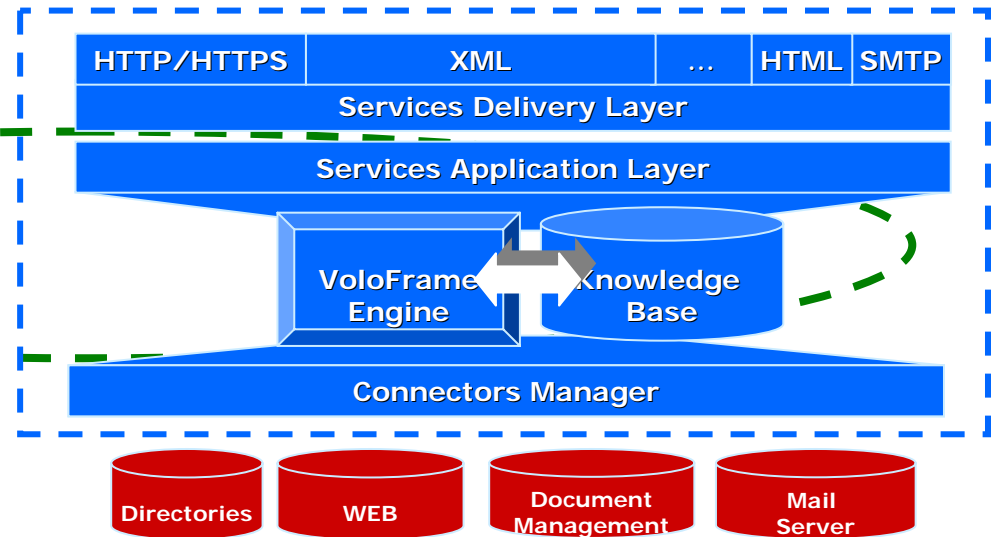 HTTP/HTTPS XML ... HTML SMTP
Services Delivery Layer
Services Application Layer
VoloFrame
Engine
Knowledge
Base
Connectors Manager
Directories
WEB
Document
Management
Mail
Server